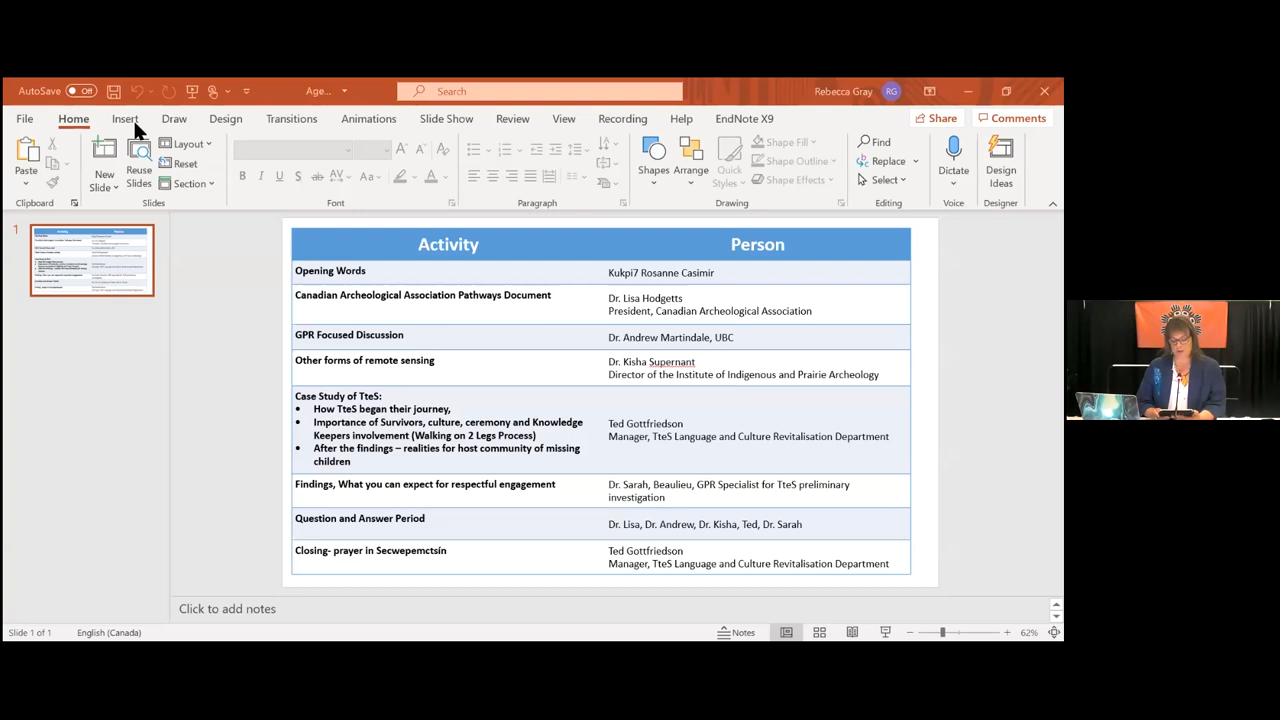 AutoSave Off Age... Search Rebecca Gray RG
File Home Insert Draw Design Transitions Animations Slide Show Review View Recording Help EndNote X9 Share Comments
Paste
New
Slide
Reuse
Slides
Layout
Reset
Section
B I U S ab AV Aa A
Shapes
Arrange
Quick
Styles
Shape Fill
Shape Outline
Shape Effects
Find
Replace
Select
Dictate
Design
Ideas
Clipboard Slides Font Paragraph Drawing Editing Voice Designer
1
Activity Person
Opening Words
Kukpi7 Rosanne Casimir
Canadian Archeological Association Pathways Document
Dr. Lisa Hodgetts
President, Canadian Archeological Association
GPR Focused Discussion
Dr. Andrew Martindale, UBC
Other forms of remote sensing
Dr. Kisha Supernant
Director of the Institute of Indigenous and Prairie Archeology
Case Study of TteS:
• How TteS began their journey,
• Importance of Survivors, culture, ceremony and Knowledge
Keepers involvement (Walking on 2 Legs Process)
• After the findings – realities for host community of missing
children
Ted Gottfriedson
Manager, TteS Language and Culture Revitalisation Department
Findings, What you can expect for respectful engagement
Dr. Sarah, Beaulieu, GPR Specialist for TteS preliminary
investigation
Question and Answer Period
Dr. Lisa, Dr. Andrew, Dr. Kisha, Ted, Dr. Sarah
Closing- prayer in Secwepemctsín
Ted Gottfriedson
Manager, TteS Language and Culture Revitalisation Department
Click to add notes
Slide 1 of 1 English (Canada) Notes 62%